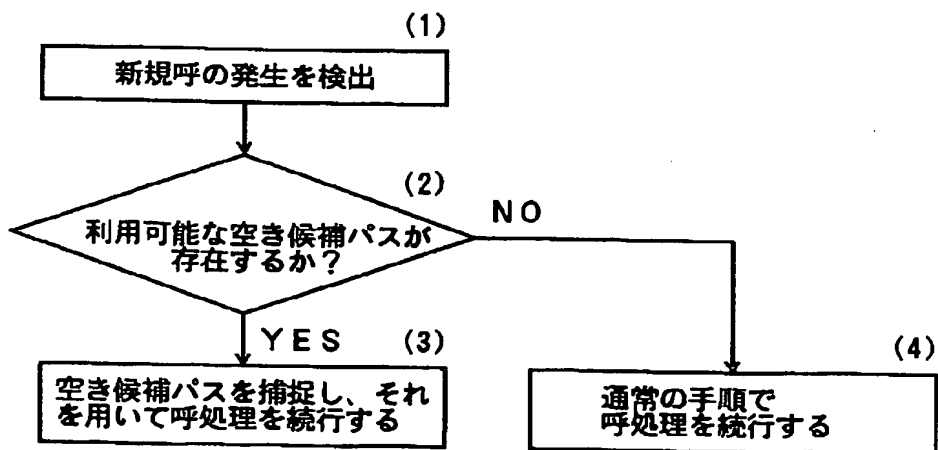 (1)
新規呼の発生を検出
(2)
利用可能な空き候補パスが
存在するか？
NO
YES
(3)
空き候補パスを捕捉し、それ
を用いて呼処理を続行する
(4)
通常の手順で
呼処理を続行する